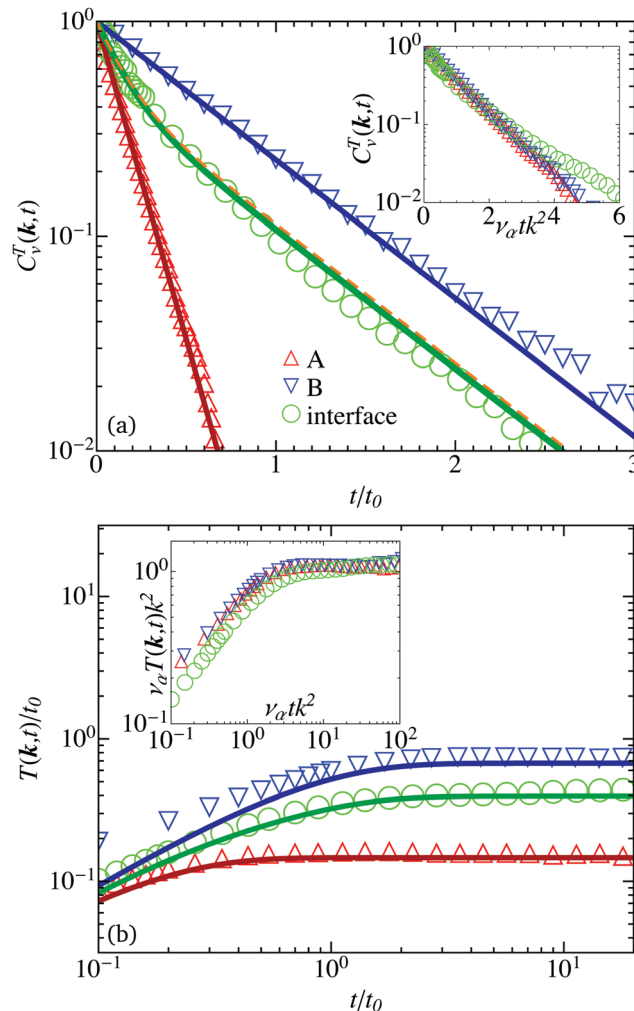 10^0
10^-1
10^-2
C_v^T(k,t)
0 1 2 3
t/t_0
(a)
A
B
interface
10^0
10^-1
10^-2
C_v^T(k,t)
0 2 4 6
ν_α tk^2
10^1
10^0
10^-1
T(k,t)/t_0
10^-1 10^0 10^1
t/t_0
(b)
10^0
10^-1
ν_α T(k,t)k^2
ν_α tk^2
10^-1 10^0 10^1 10^2